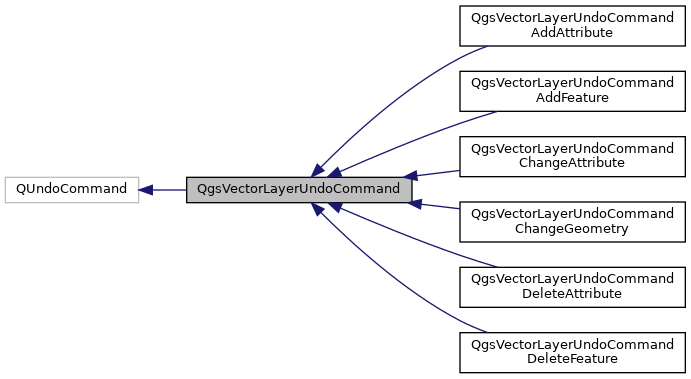 QgsVectorLayerUndoCommand
AddAttribute
QgsVectorLayerUndoCommand
AddFeature
QgsVectorLayerUndoCommand
ChangeAttribute
QUndoCommand
QgsVectorLayerUndoCommand
QgsVectorLayerUndoCommand
ChangeGeometry
QgsVectorLayerUndoCommand
DeleteAttribute
QgsVectorLayerUndoCommand
DeleteFeature